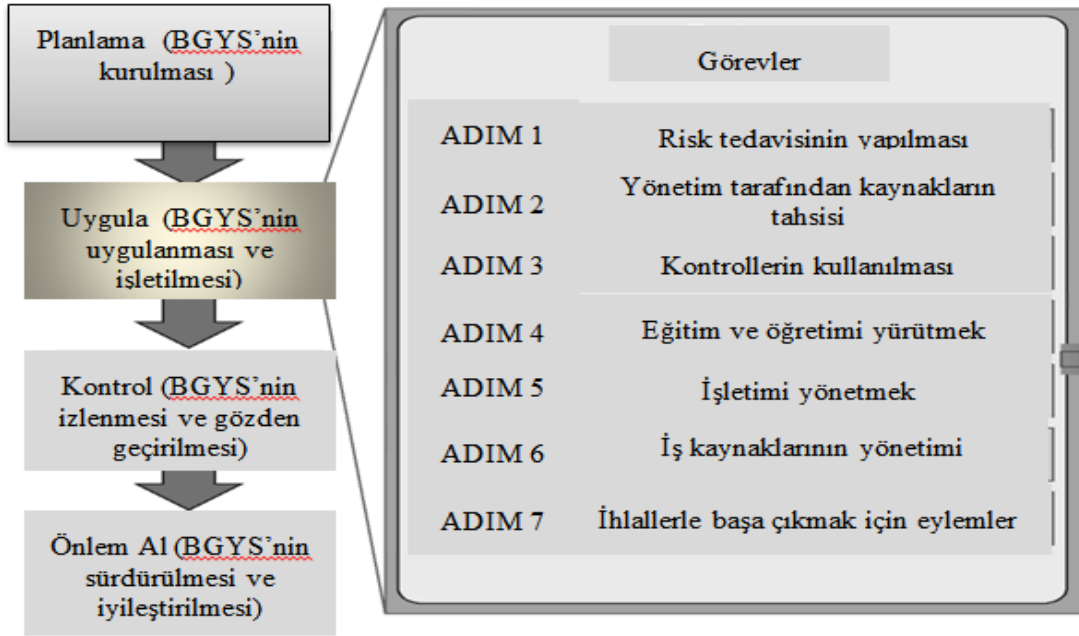 Planlama (BGYS'nin
kurulması )
Uygula (BGYS'nin
uygulanması ve
işletilmesi)
Kontrol (BGYS'nin
izlenmesi ve gözden
geçirilmesi)
Önlem Al (BGYS'nin
sürdürülmesi ve
iyileştirilmesi)
Görevler
ADIM 1 Risk tedavisinin yapılması
ADIM 2 Yönetim tarafından kaynakların
tahsisi
ADIM 3 Kontrollerin kullanılması
ADIM 4 Eğitim ve öğretimi yürütmek
ADIM 5 İşletimi yönetmek
ADIM 6 İş kaynaklarının yönetimi
ADIM 7 İhlallerle başa çıkmak için eylemler